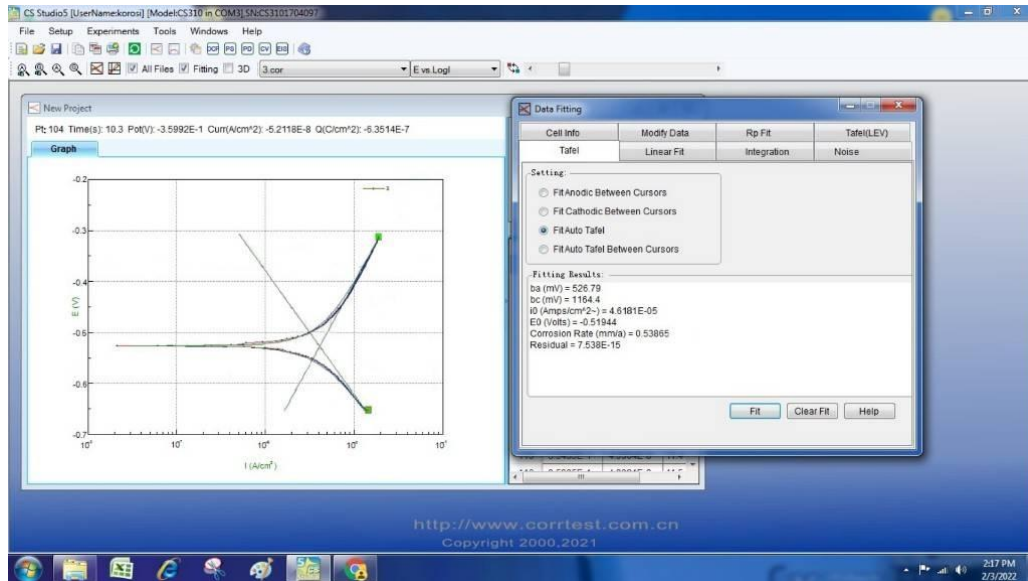 CS Studio5 [UserName:korosi] [Model:CS310 in COM3],SN:CS3101704097
File Setup Experiments Tools Windows Help
OCP PS PD CV EIS
All Files Fitting 3D 3.cor E vs.LogI
New Project
Pt: 104 Time(s): 10.3 Pot(V): -3.5992E-1 Curr(A/cm^2): -5.2118E-8 Q(C/cm^2): -6.3514E-7
Graph
-0.2
-0.3
-0.4
-0.5
-0.6
-0.7
E (V)
I (A/cm²)
Data Fitting
Cell Info Modify Data Rp Fit Tafel(LEV)
Tafel Linear Fit Integration Noise
Setting:
Fit Anodic Between Cursors
Fit Cathodic Between Cursors
Fit Auto Tafel
Fit Auto Tafel Between Cursors
Fitting Results:
ba (mV) = 526.79
bc (mV) = 1164.4
i0 (Amps/cm^2~) = 4.6181E-05
E0 (Volts) = -0.51944
Corrosion Rate (mm/a) = 0.53865
Residual = 7.538E-15
Fit Clear Fit Help
http://www.corrtest.com.cn
Copyright 2000,2021
2:17 PM
2/3/2022